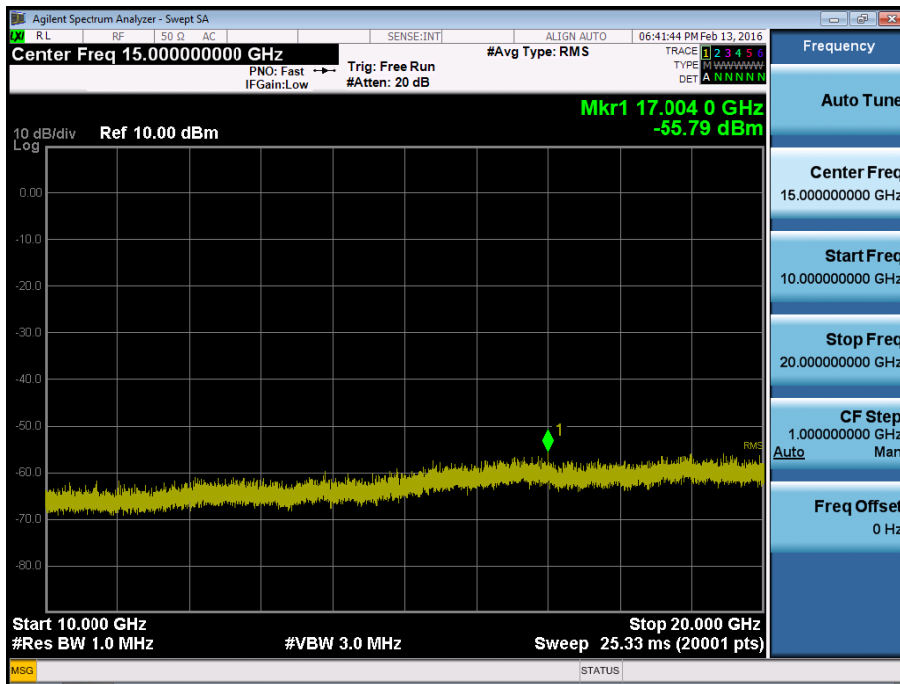 Agilent Spectrum Analyzer - Swept SA
LXI RL RF 50 Ω AC SENSE:INT ALIGN AUTO 06:41:44 PM Feb 13, 2016
Center Freq 15.000000000 GHz #Avg Type: RMS TRACE 1 2 3 4 5 6
PNO: Fast Trig: Free Run TYPE M WWWWW
IFGain:Low #Atten: 20 dB DET A N N N N N
Mkr1 17.004 0 GHz
-55.79 dBm
10 dB/div Ref 10.00 dBm
Log
0.00
-10.0
-20.0
-30.0
-40.0
-50.0
1
RMS
-60.0
-70.0
-80.0
Start 10.000 GHz Stop 20.000 GHz
#Res BW 1.0 MHz #VBW 3.0 MHz Sweep 25.33 ms (20001 pts)
MSG STATUS
Frequency
Auto Tune
Center Freq
15.000000000 GHz
Start Freq
10.000000000 GHz
Stop Freq
20.000000000 GHz
CF Step
1.000000000 GHz
Auto Man
Freq Offset
0 Hz